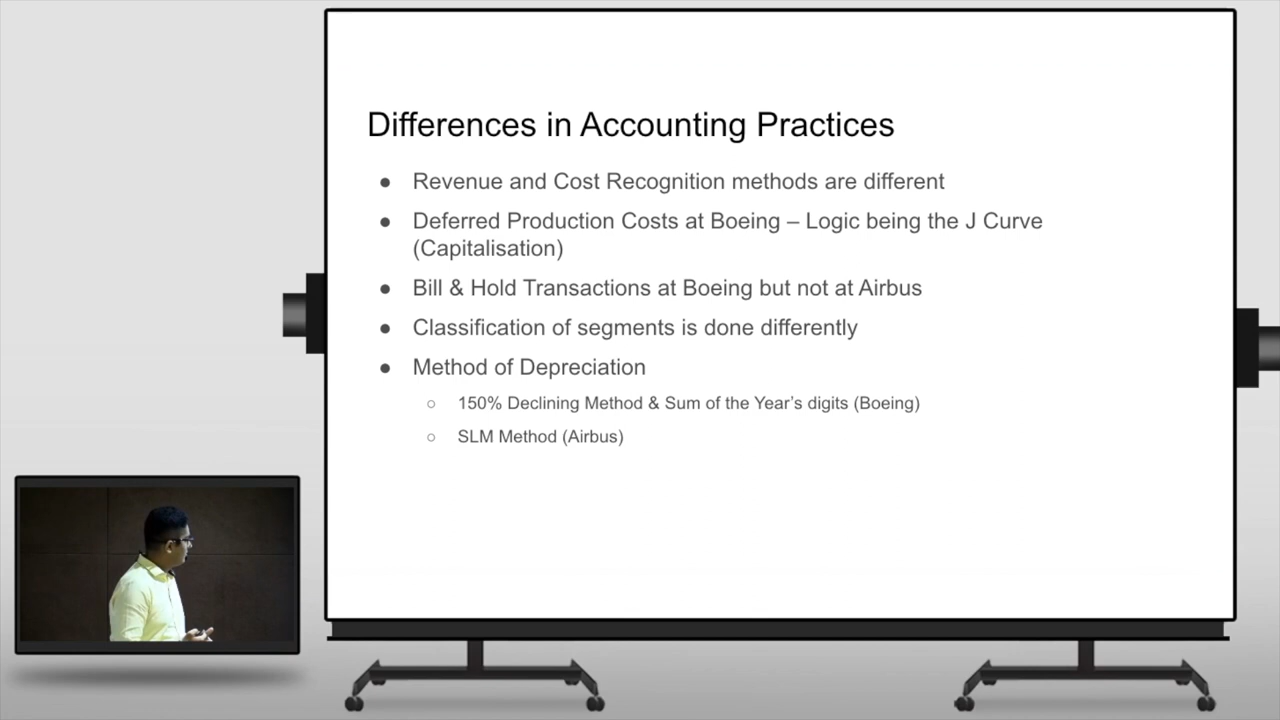 Differences in Accounting Practices
● Revenue and Cost Recognition methods are different
● Deferred Production Costs at Boeing – Logic being the J Curve
(Capitalisation)
● Bill & Hold Transactions at Boeing but not at Airbus
● Classification of segments is done differently
● Method of Depreciation
○ 150% Declining Method & Sum of the Year’s digits (Boeing)
○ SLM Method (Airbus)